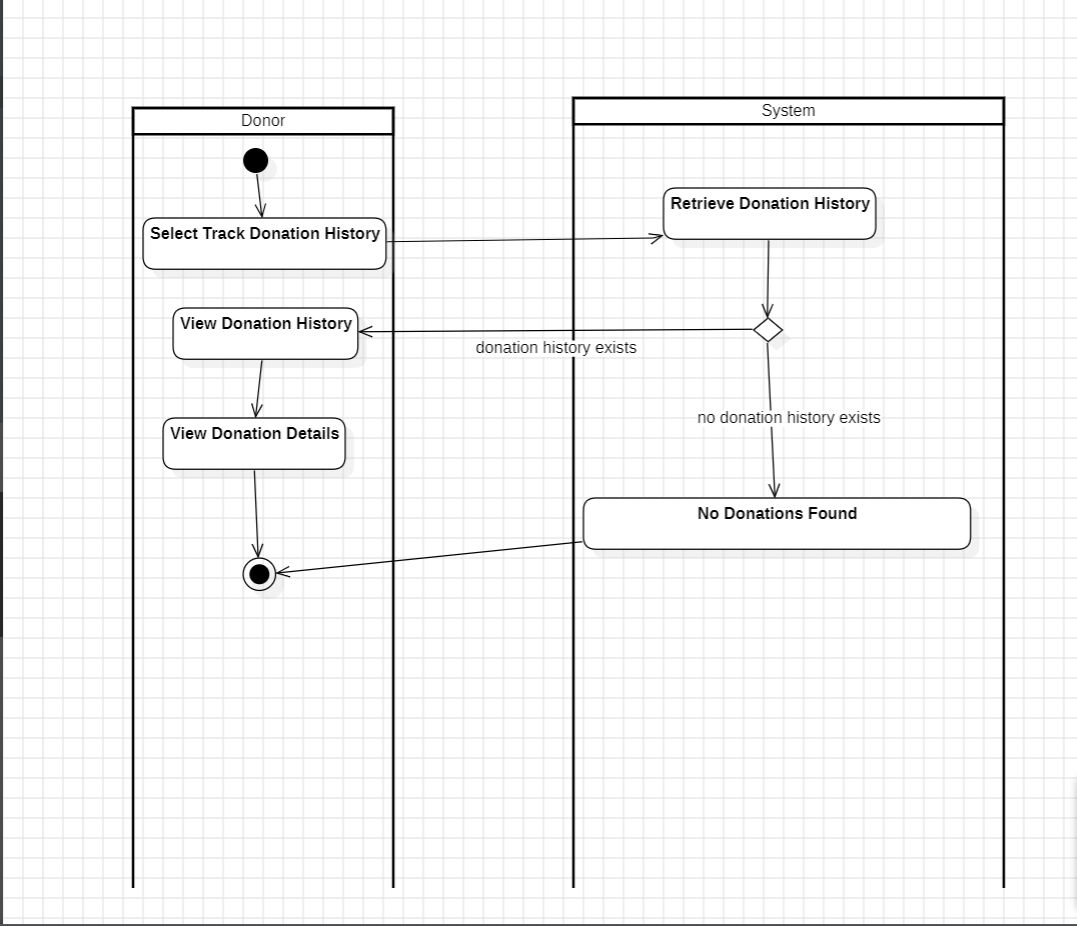 Donor
System
Select Track Donation History
Retrieve Donation History
View Donation History
donation history exists
no donation history exists
View Donation Details
No Donations Found